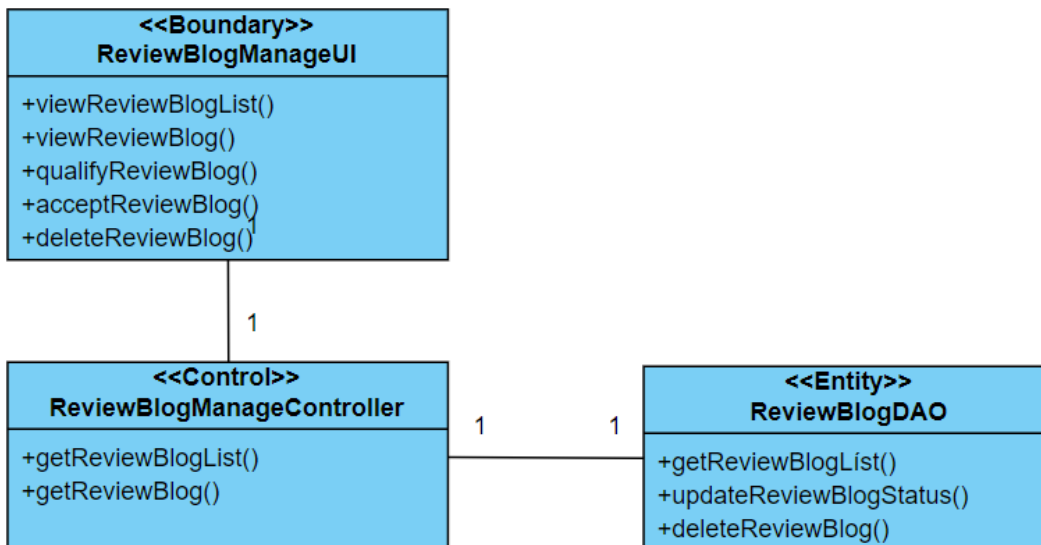 <<Boundary>>
ReviewBlogManageUI
+viewReviewBlogList()
+viewReviewBlog()
+qualifyReviewBlog()
+acceptReviewBlog()
1
+deleteReviewBlog()
1
<<Control>>
ReviewBlogManageController
+getReviewBlogList()
+getReviewBlog()
1
1
<<Entity>>
ReviewBlogDAO
+getReviewBlogLíst()
+updateReviewBlogStatus()
+deleteReviewBlog()